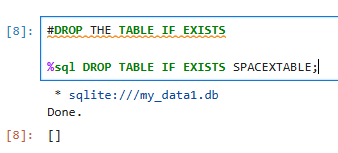 [8]: #DROP THE TABLE IF EXISTS
%sql DROP TABLE IF EXISTS SPACEXTABLE;
* sqlite:///my_data1.db
Done.
[8]: []